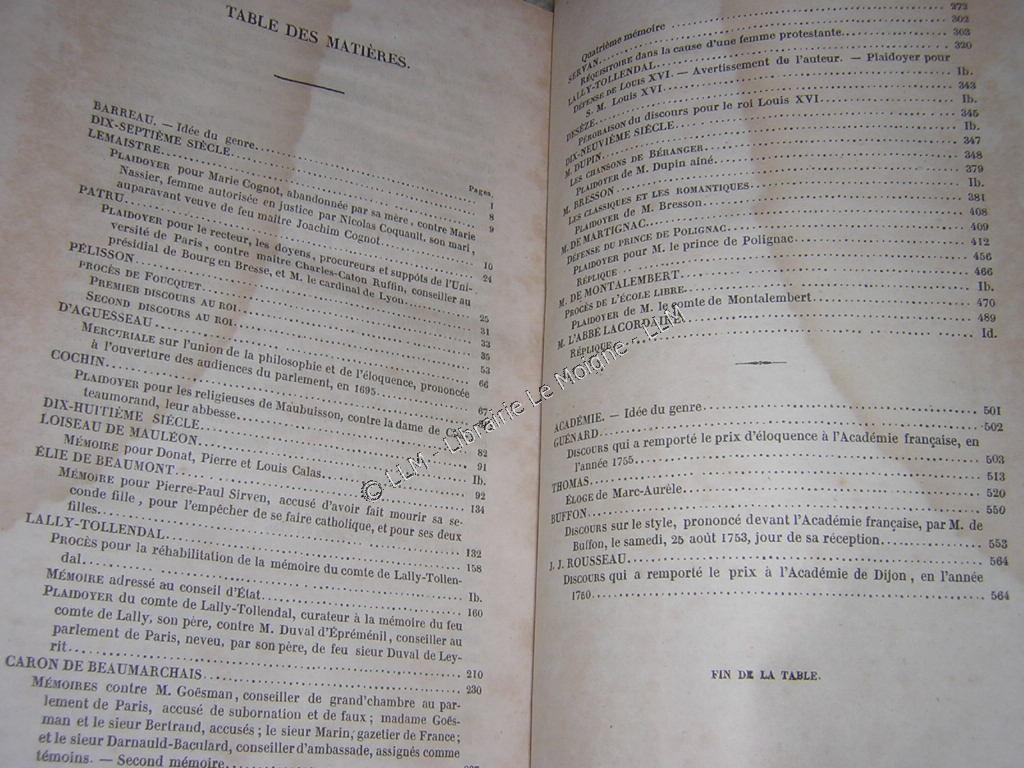 TABLE DES MATIÈRES.
Pages.
BARREAU. — Idée du genre 1
DIX-SEPTIÈME SIÈCLE 8
LEMAISTRE 9
PLAIDOYER pour Marie Cognot, abandonnée par sa mère, contre Marie
Nassier, femme autorisée en justice par Nicolas Coquault, son mari,
auparavant veuve de feu maître Joachim Cognot 10
PATRU 24
PLAIDOYER pour le recteur, les doyens, procureurs et suppôts de l'Uni-
versité de Paris, contre maître Charles-Caton Ruffin, conseiller au
présidial de Bourg en Bresse, et M. le cardinal de Lyon 25
PÉLISSON 31
PROCÈS DE FOUCQUET 33
PREMIER DISCOURS AU ROI 35
SECOND DISCOURS AU ROI 53
D'AGUESSEAU 66
MERCURIALE sur l'union de la philosophie et de l'éloquence, prononcée
à l'ouverture des audiences du parlement, en 1695 67
COCHIN
PLAIDOYER pour les religieuses de Maubuisson, contre la dame de
teaumorand, leur abbesse 82
DIX-HUITIÈME SIÈCLE 91
LOISEAU DE MAULÉON Ib.
MÉMOIRE pour Donat, Pierre et Louis Calas 92
ÉLIE DE BEAUMONT 134
MÉMOIRE pour Pierre-Paul Sirven, accusé d'avoir fait mourir sa se-
conde fille, pour l'empêcher de se faire catholique, et pour ses deux
filles 132
LALLY-TOLLENDAL 158
PROCÈS pour la réhabilitation de la mémoire du comte de Lally-Tollen-
dal Ib.
MÉMOIRE adressé au conseil d'État 160
PLAIDOYER du comte de Lally-Tollendal, curateur à la mémoire du feu
comte de Lally, son père, contre M. Duval d'Épréménil, conseiller au
parlement de Paris, neveu, par son père, de feu sieur Duval de Ley-
rit 210
CARON DE BEAUMARCHAIS 230
MÉMOIRES contre M. Goësman, conseiller de grand'chambre au par-
lement de Paris, accusé de subornation et de faux; madame Goës-
man et le sieur Bertrand, accusés; le sieur Marin, gazetier de France;
et le sieur Darnauld-Baculard, conseiller d'ambassade, assignés comme
témoins. — Second mémoire
Quatrième mémoire 272
SERVAN 302
RÉQUISITOIRE dans la cause d'une femme protestante 303
LALLY-TOLLENDAL 320
DÉFENSE DE LOUIS XVI. — Avertissement de l'auteur. — Plaidoyer pour
S. M. Louis XVI Ib.
DESÈZE 343
PÉRORAISON du discours pour le roi Louis XVI Ib.
DIX-NEUVIÈME SIÈCLE 345
M. DUPIN Ib.
LES CHANSONS DE BÉRANGER 347
PLAIDOYER de M. Dupin aîné 348
M. BRESSON 379
LES CLASSIQUES ET LES ROMANTIQUES Ib.
PLAIDOYER de M. Bresson 381
M. DE MARTIGNAC 408
DÉFENSE DU PRINCE DE POLIGNAC 409
PLAIDOYER pour M. le prince de Polignac 412
RÉPLIQUE 456
M. DE MONTALEMBERT 466
PROCÈS DE L'ÉCOLE LIBRE Ib.
PLAIDOYER de M. le comte de Montalembert 470
M. L'ABBÉ LACORDAIRE 489
RÉPLIQUE Id.
ACADÉMIE. — Idée du genre 501
GUÉNARD 502
DISCOURS qui a remporté le prix d'éloquence à l'Académie française, en
l'année 1755 503
THOMAS 513
ÉLOGE de Marc-Aurèle 520
BUFFON 550
DISCOURS sur le style, prononcé devant l'Académie française, par M. de
Buffon, le samedi, 25 août 1753, jour de sa réception 553
J. J. ROUSSEAU 564
DISCOURS qui a remporté le prix à l'Académie de Dijon, en l'année
1750 564
FIN DE LA TABLE.
© LLM - Librairie Le Moigne - LLM